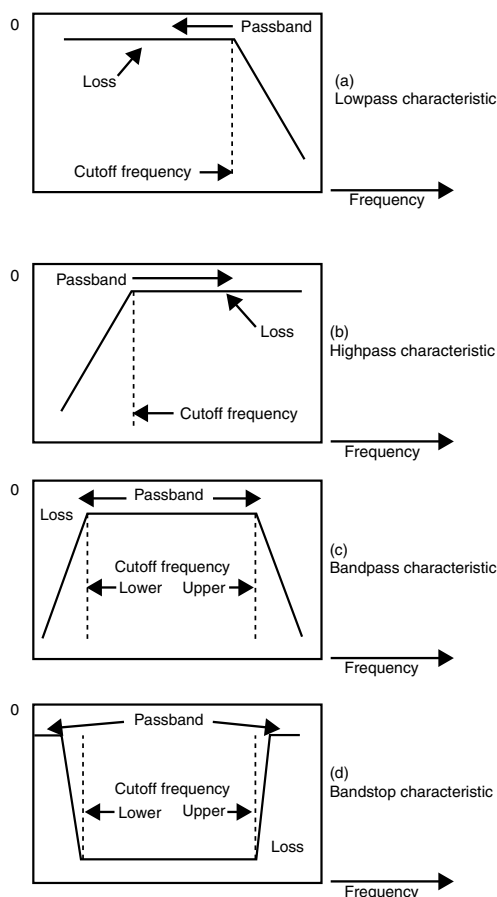 0
Passband
Loss
Cutoff frequency
(a)
Lowpass characteristic
Frequency
0
Passband
Loss
Cutoff frequency
(b)
Highpass characteristic
Frequency
0
Passband
Loss
Cutoff frequency
Lower Upper
(c)
Bandpass characteristic
Frequency
0
Passband
Cutoff frequency
Lower Upper
Loss
(d)
Bandstop characteristic
Frequency